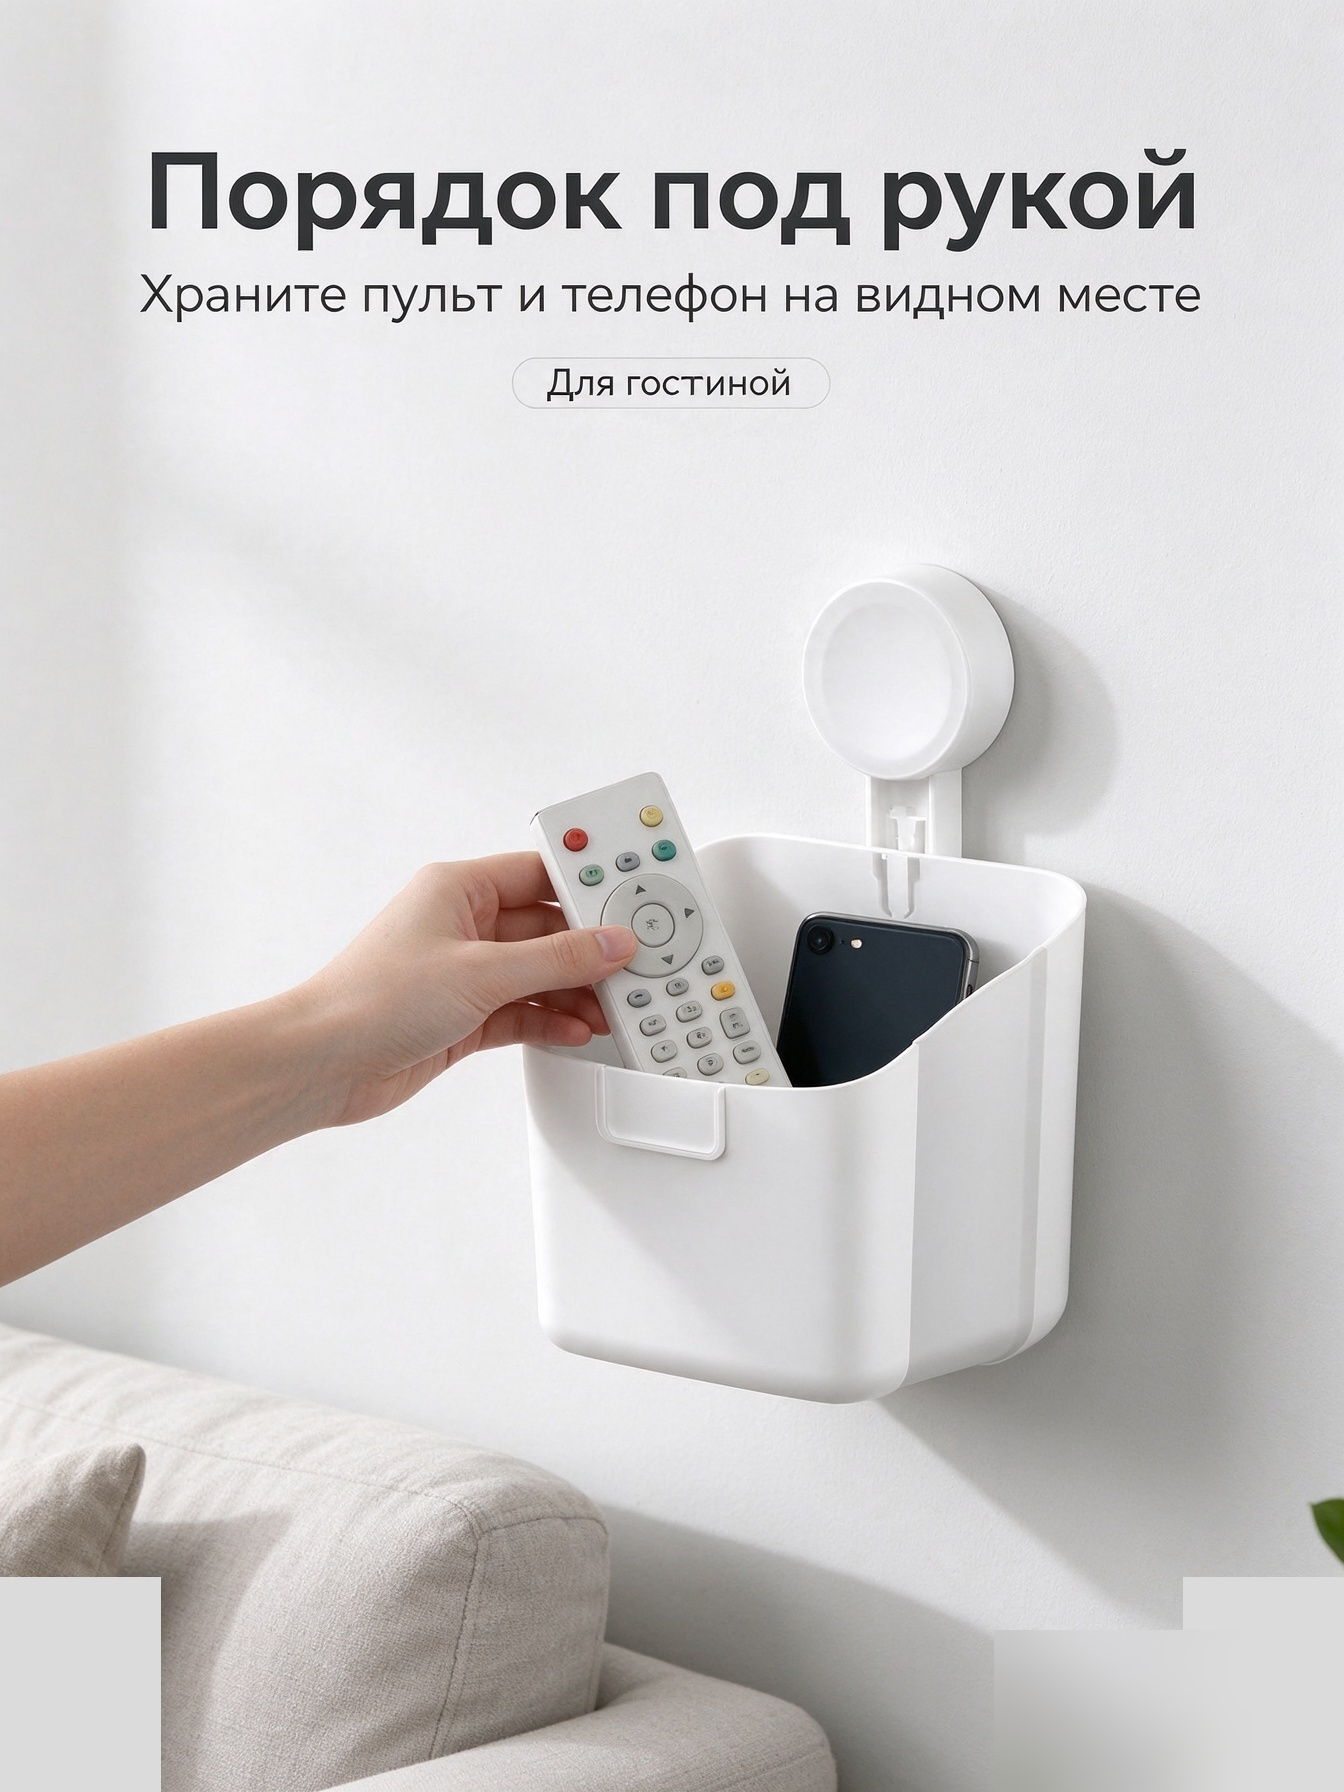 Порядок под рукой
Храните пульт и телефон на видном месте
Для гостиной